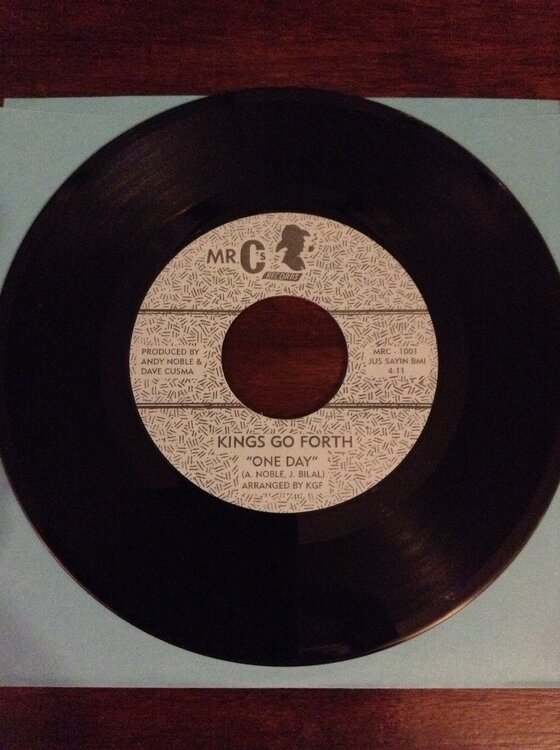 MR Cs
RECORDS
PRODUCED BY
ANDY NOBLE &
DAVE CUSMA
MRC - 1001
JUS SAYIN BMI
4:11
KINGS GO FORTH
"ONE DAY"
(A. NOBLE, J. BILAL)
ARRANGED BY KGF